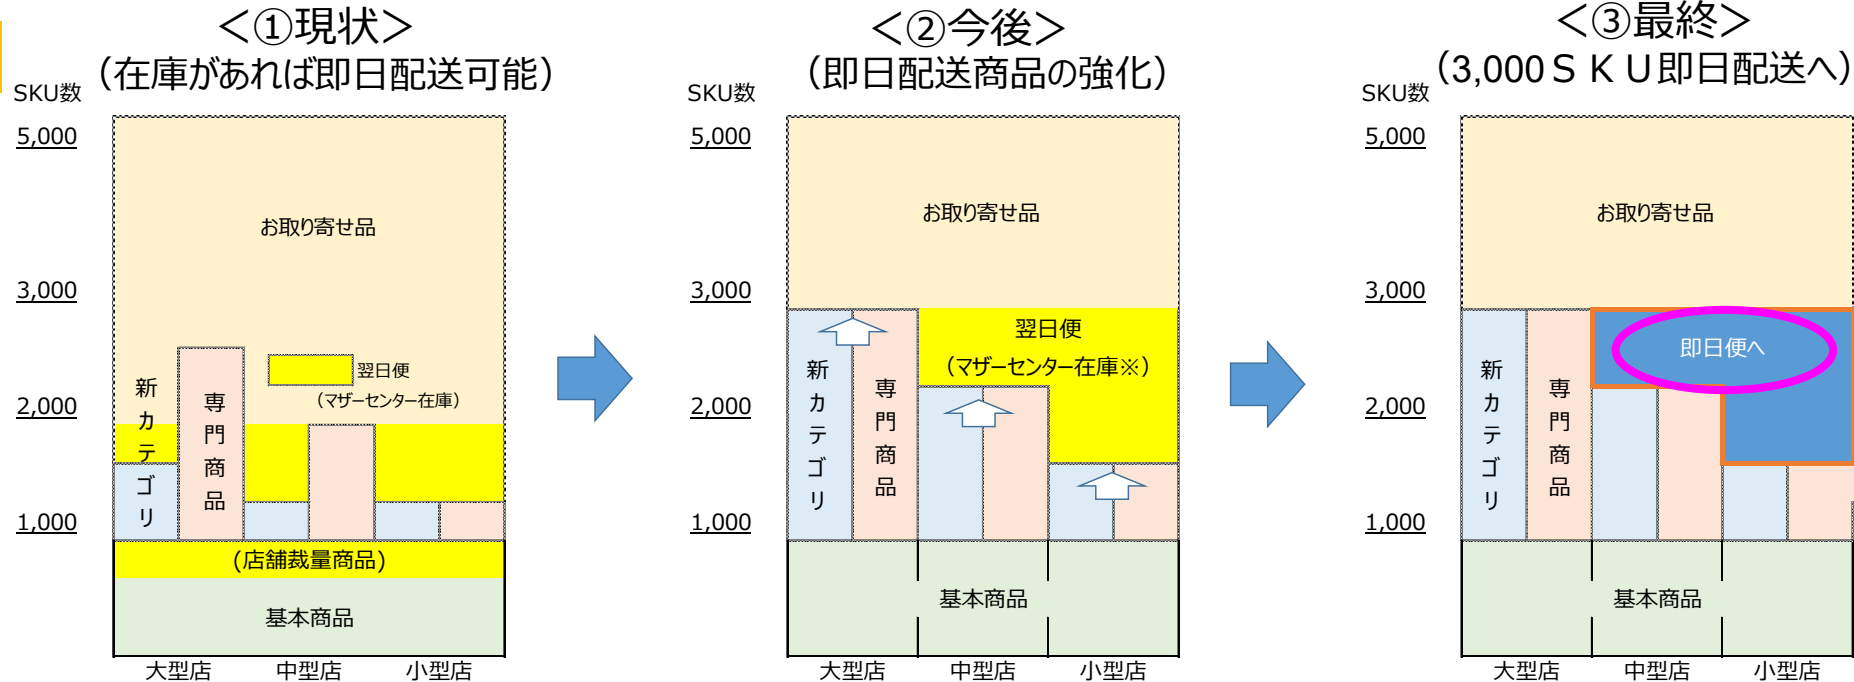 ＜①現状＞
（在庫があれば即日配送可能）
SKU数
5,000
3,000
2,000
1,000
お取り寄せ品
翌日便
（マザーセンター在庫）
新カテゴリ
専門商品
(店舗裁量商品)
基本商品
大型店
中型店
小型店
＜②今後＞
（即日配送商品の強化）
SKU数
5,000
3,000
2,000
1,000
お取り寄せ品
翌日便
（マザーセンター在庫※）
新カテゴリ
専門商品
基本商品
大型店
中型店
小型店
＜③最終＞
（3,000ＳＫＵ即日配送へ）
SKU数
5,000
3,000
2,000
1,000
お取り寄せ品
即日便へ
新カテゴリ
専門商品
基本商品
大型店
中型店
小型店